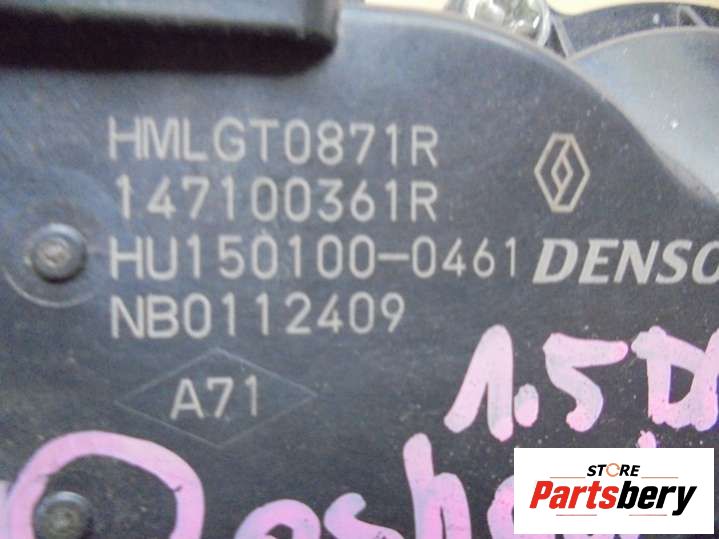 HMLGT0871R
147100361R
HU150100-0461 DENSO
NB0112409
A71
1.5D
STORE
Partsbery